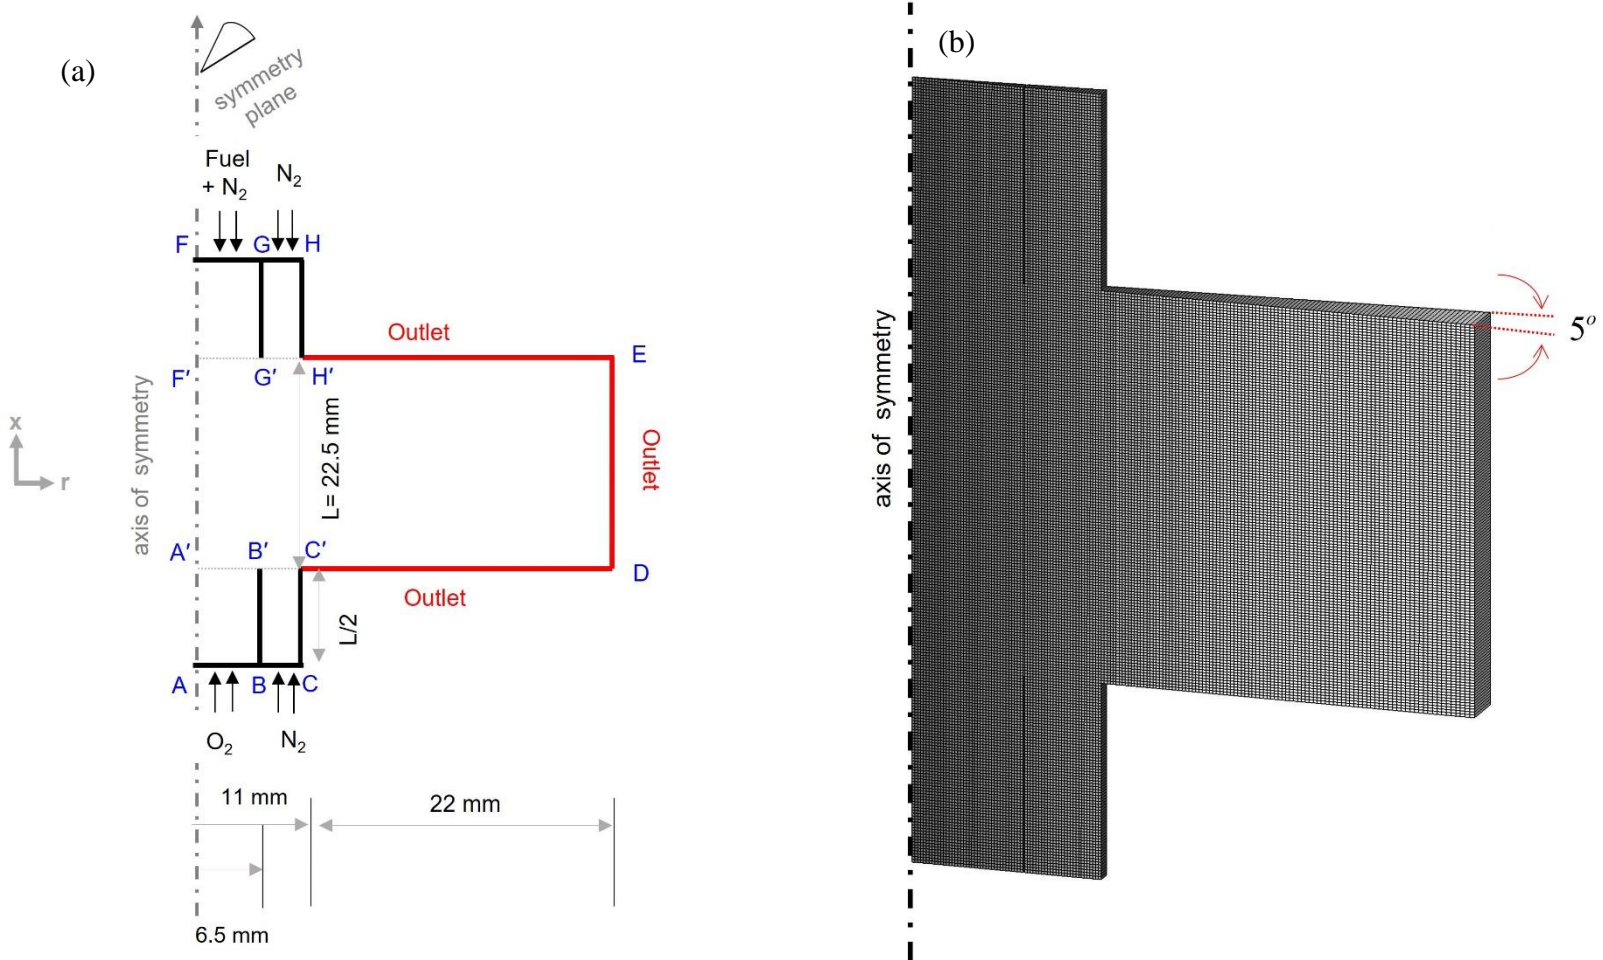 (a)
symmetry
plane
Fuel
+ N₂
N₂
F
G
H
Outlet
E
F′
G′
H′
x
r
axis of symmetry
L= 22.5 mm
Outlet
A′
B′
C′
D
Outlet
L/2
A
B
C
O₂
N₂
11 mm
22 mm
6.5 mm
(b)
axis of symmetry
5ᵒ